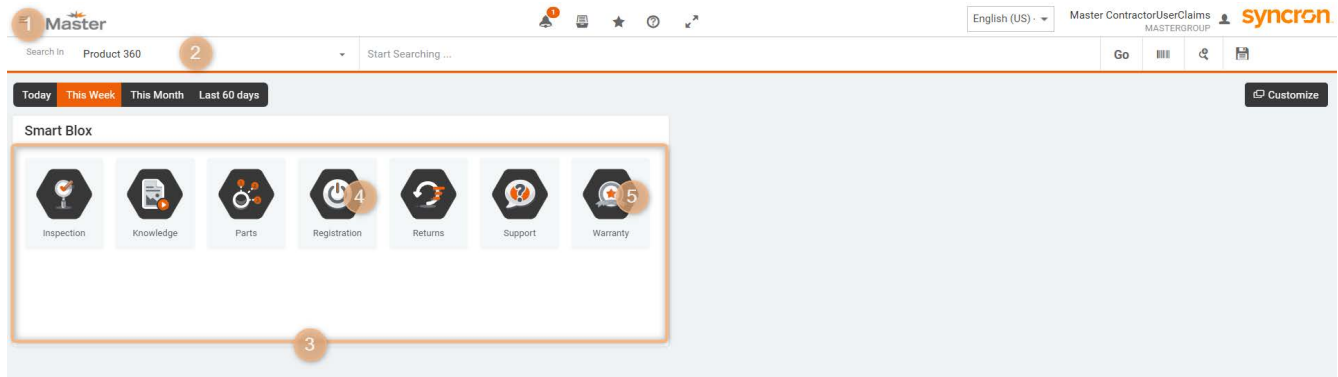 1 Master 1 English (US) - Master ContractorUserClaims syncron
MASTERGROUP
Search In Product 360 2 Start Searching ... Go
Today This Week This Month Last 60 days Customize
Smart Blox
4 5
Inspection Knowledge Parts Registration Returns Support Warranty
3